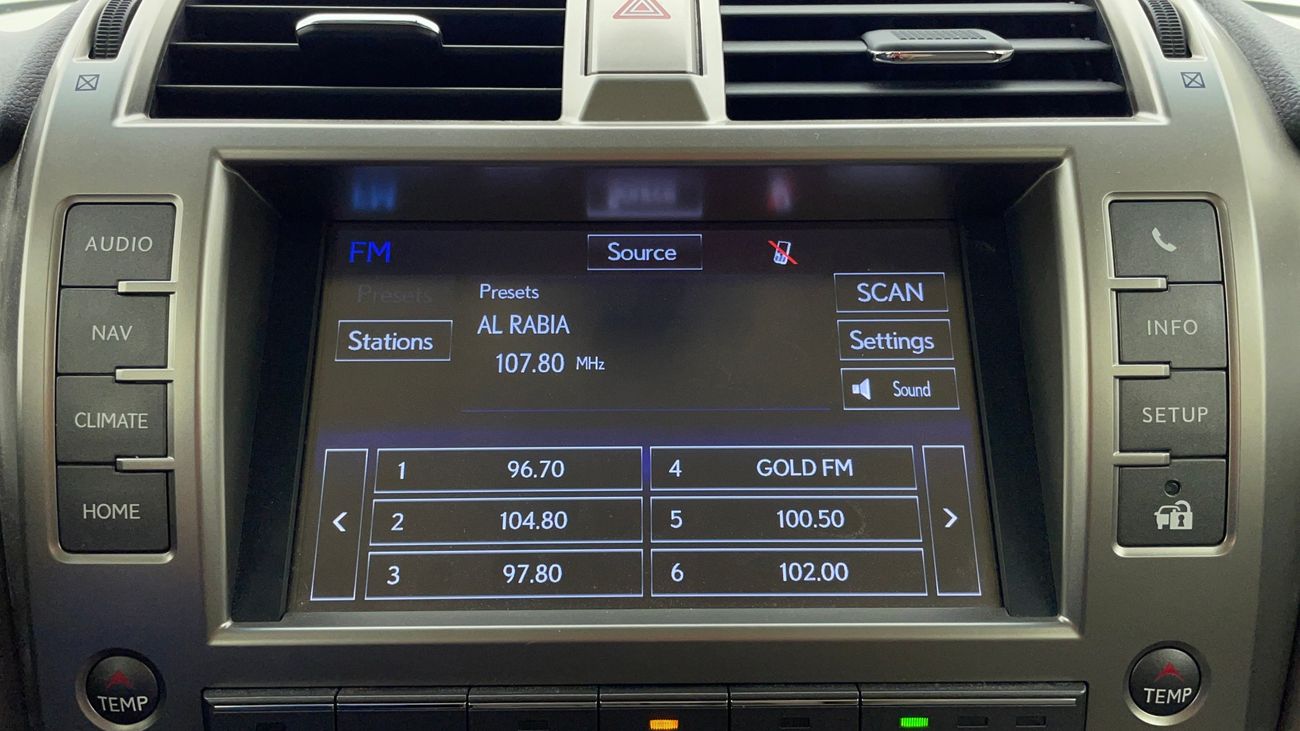 FM
Source
Presets
Presets
SCAN
AL RABIA
Stations
Settings
107.80 MHz
Sound
1 96.70
4 GOLD FM
2 104.80
5 100.50
3 97.80
6 102.00
<
>
AUDIO
NAV
CLIMATE
HOME
INFO
SETUP
TEMP
TEMP